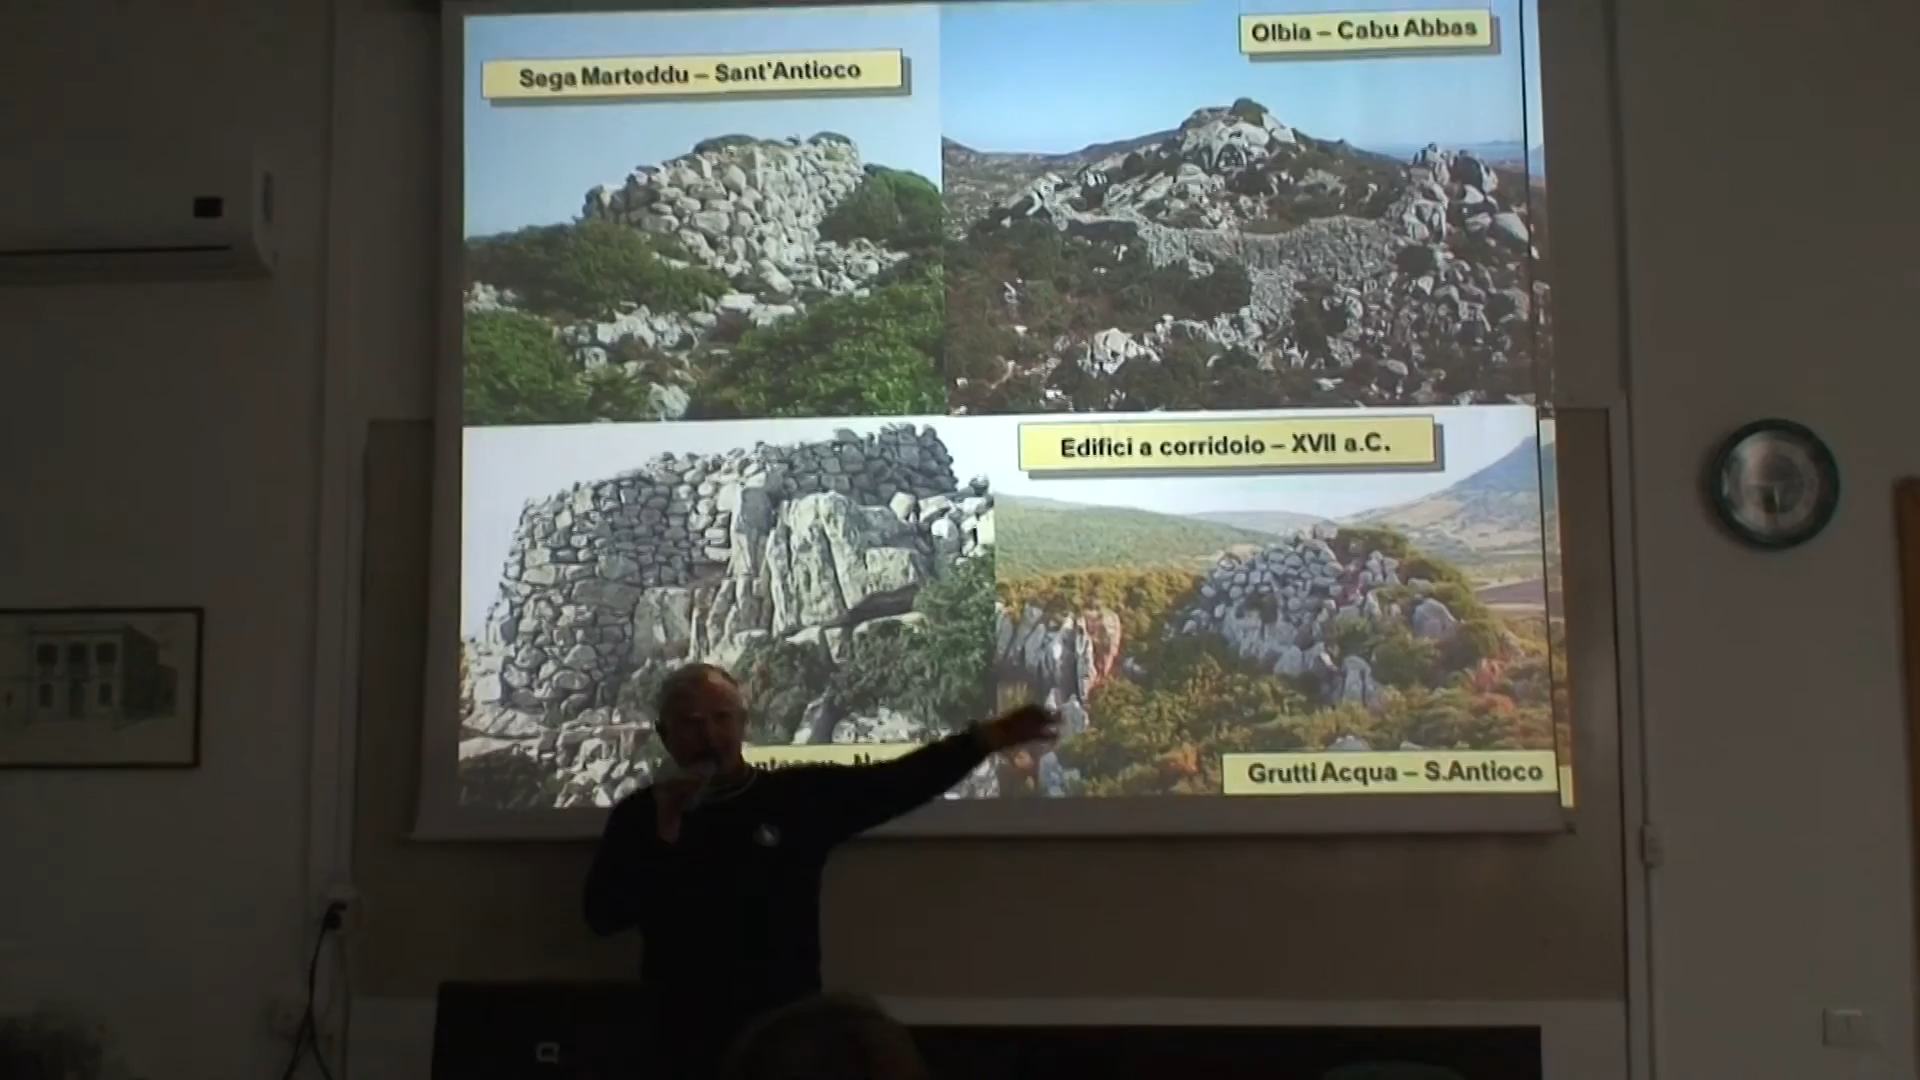 Sega Marteddu – Sant'Antioco
Olbia – Cabu Abbas
Edifici a corridoio – XVII a.C.
Grutti Acqua – S.Antioco